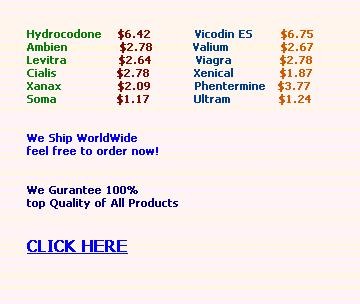 Hydrocodone $6.42 Vicodin ES $6.75
Ambien $2.78 Valium $2.67
Levitra $2.64 Viagra $2.78
Cialis $2.78 Xenical $1.87
Xanax $2.09 Phentermine $3.77
Soma $1.17 Ultram $1.24
We Ship WorldWide
feel free to order now!
We Gurantee 100%
top Quality of All Products
CLICK HERE